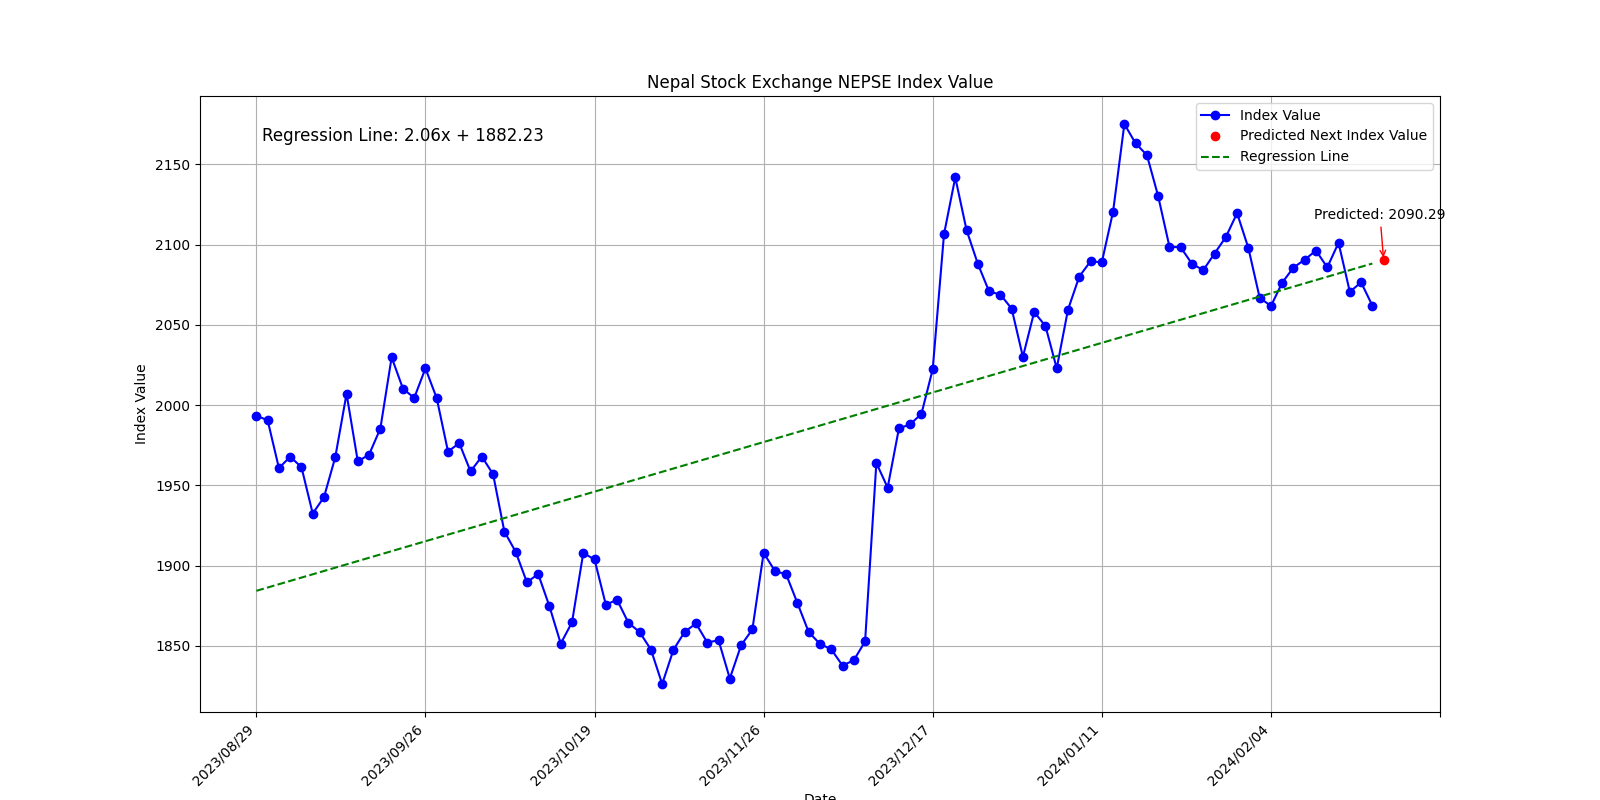 Nepal Stock Exchange NEPSE Index Value
Regression Line: 2.06x + 1882.23
Index Value
Predicted Next Index Value
Regression Line
Predicted: 2090.29
2150
2100
2050
2000
1950
1900
1850
Index Value
2023/08/29
2023/09/26
2023/10/19
2023/11/26
2023/12/17
2024/01/11
2024/02/04
Date